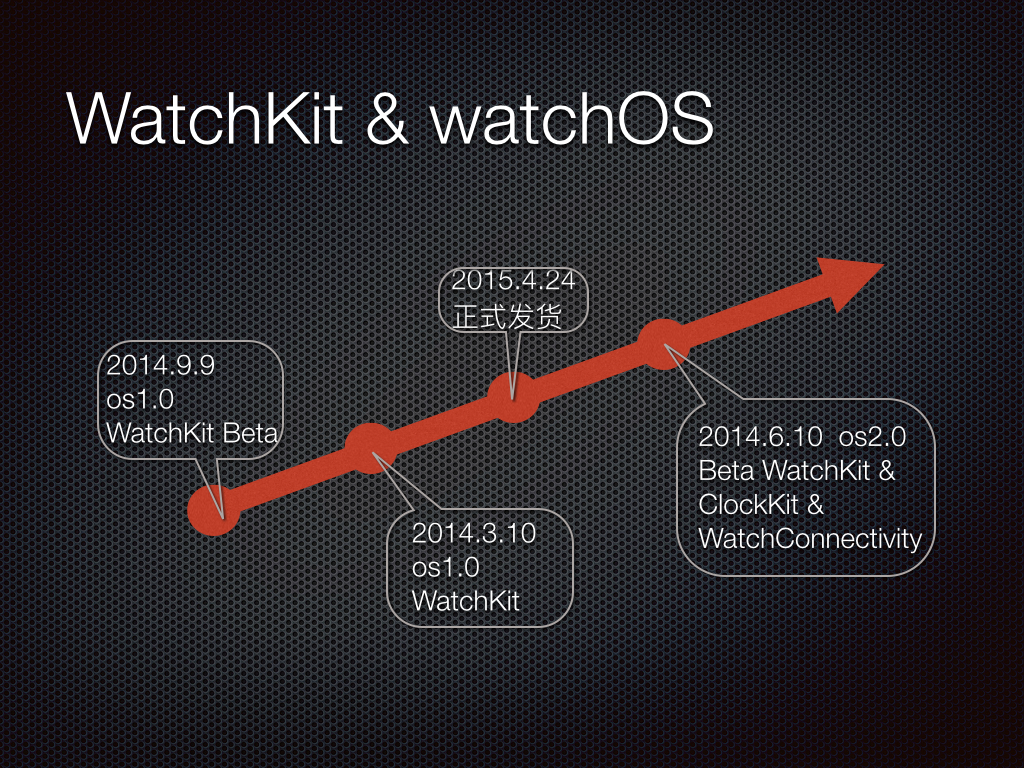 WatchKit & watchOS
2014.9.9
os1.0
WatchKit Beta
2014.3.10
os1.0
WatchKit
2015.4.24
正式发货
2014.6.10 os2.0
Beta WatchKit &
ClockKit &
WatchConnectivity